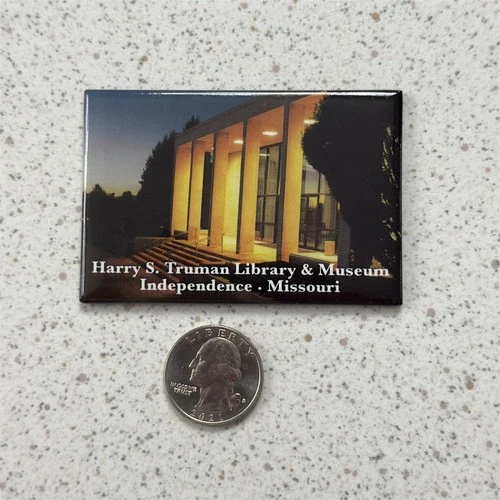 Harry S. Truman Library & Museum
Independence · Missouri
LIBERTY
IN GOD WE
TRUST